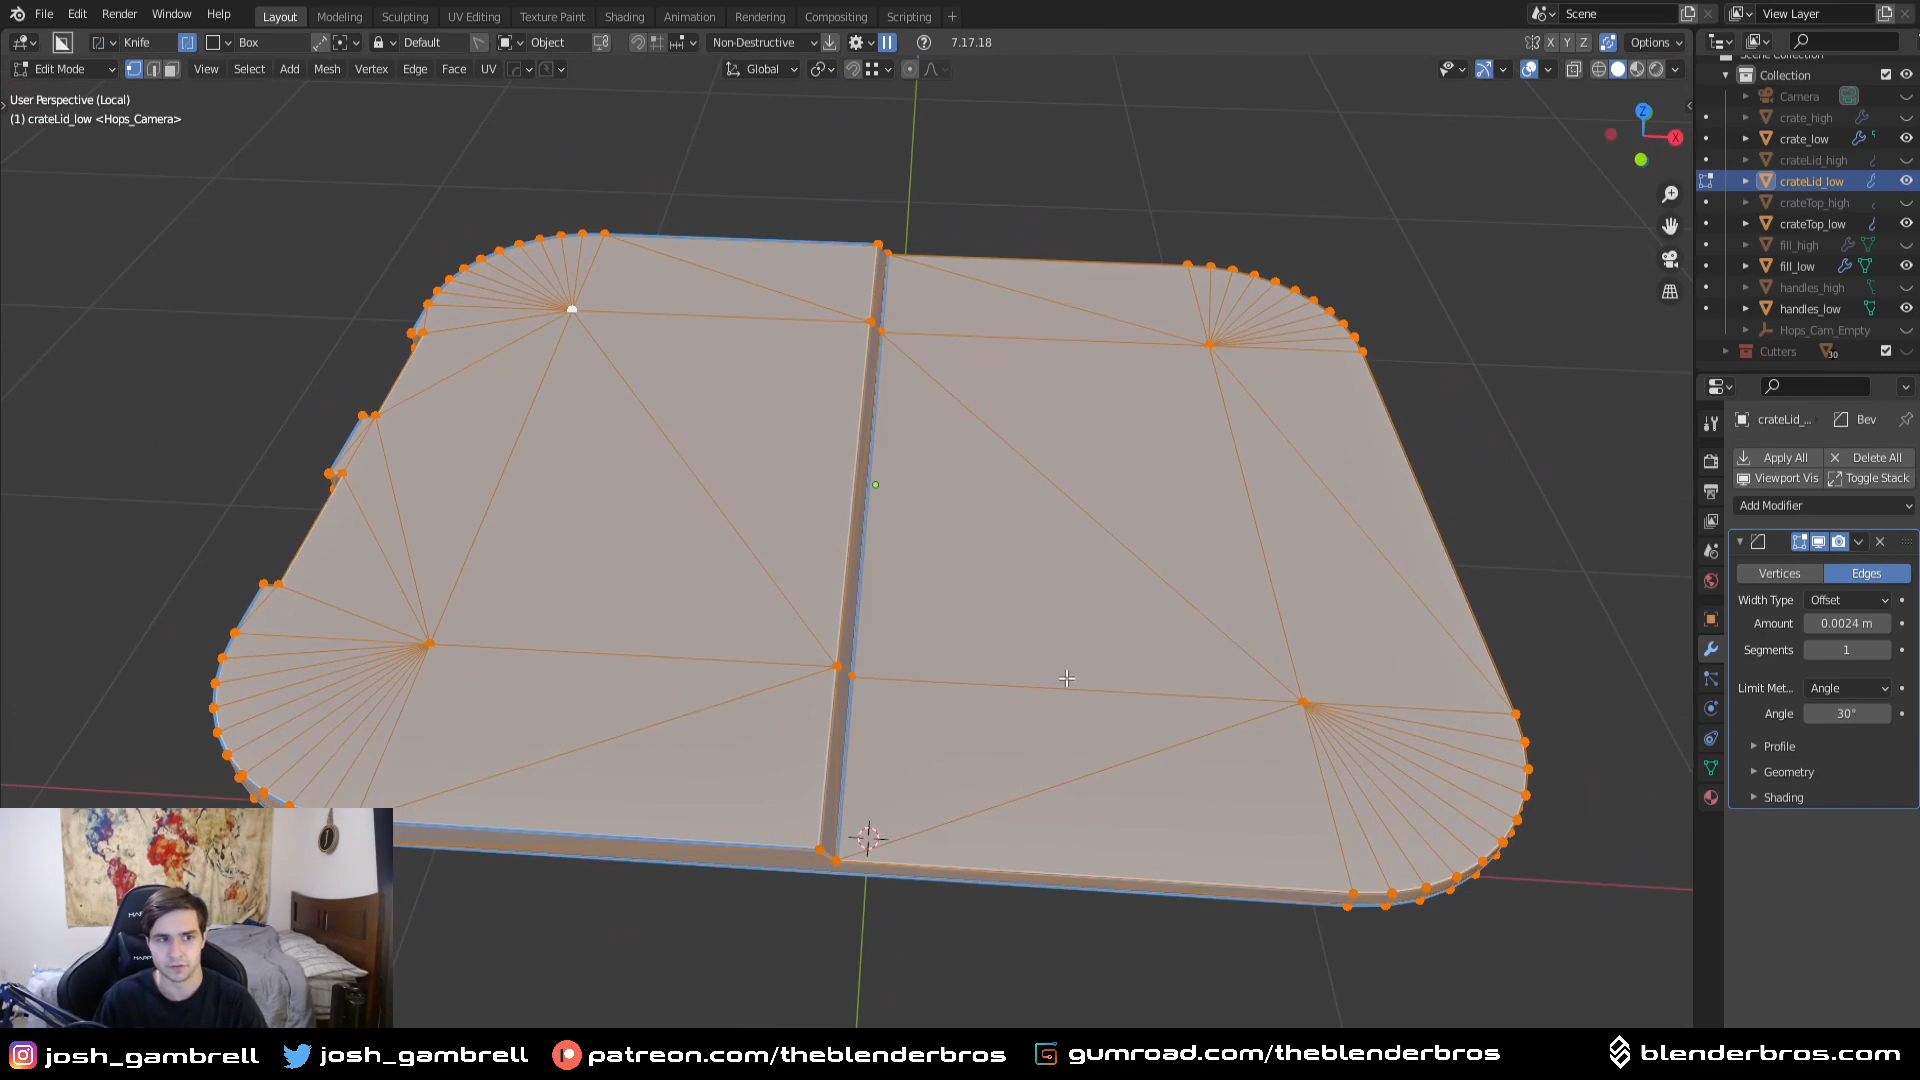 File Edit Render Window Help Layout Modeling Sculpting UV Editing Texture Paint Shading Animation Rendering Compositing Scripting + Scene View Layer
Knife Box Default Object Non-Destructive 7.17.18 X Y Z Options
Edit Mode View Select Add Mesh Vertex Edge Face UV Global
User Perspective (Local)
(1) crateLid_low <Hops_Camera>
Z
X
Scene Collection
Collection
Camera
crate_high
crate_low
crateLid_high
crateLid_low
crateTop_high
crateTop_low
fill_high
fill_low
handles_high
handles_low
Hops_Cam_Empty
Cutters 30
crateLid_... Bev
Apply All Delete All
Viewport Vis Toggle Stack
Add Modifier
Vertices Edges
Width Type Offset
Amount 0.0024 m
Segments 1
Limit Met... Angle
Angle 30°
Profile
Geometry
Shading
josh_gambrell josh_gambrell patreon.com/theblenderbros gumroad.com/theblenderbros blenderbros.com